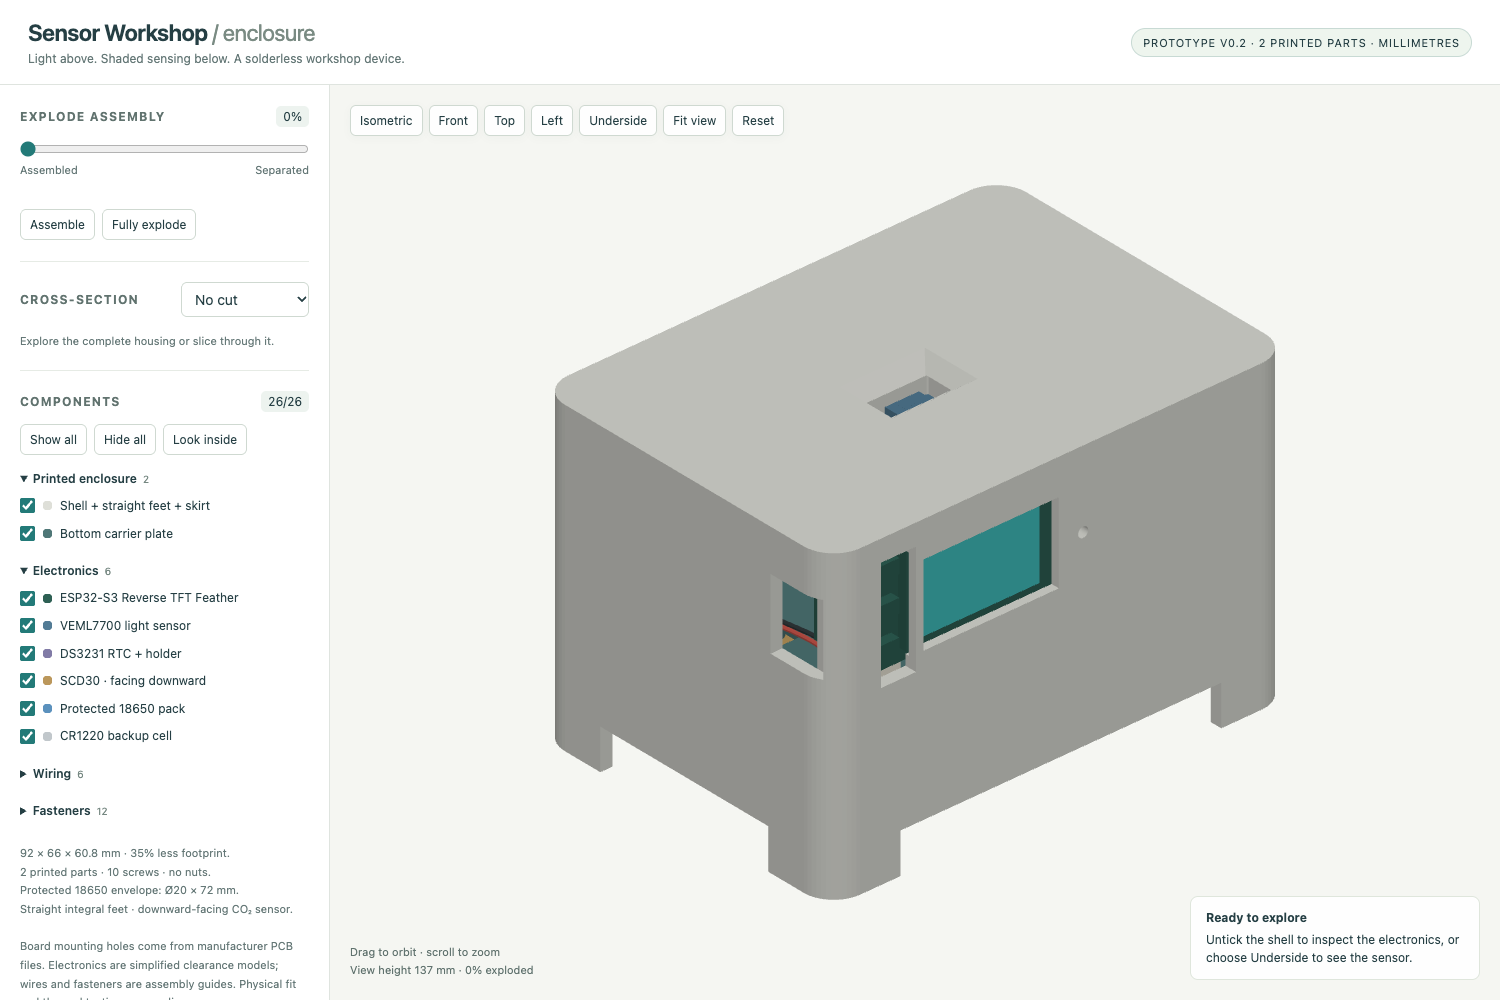 Sensor Workshop / enclosure
Light above. Shaded sensing below. A solderless workshop device.
PROTOTYPE V0.2 · 2 PRINTED PARTS · MILLIMETRES
EXPLODE ASSEMBLY 0%
Assembled Separated
Assemble Fully explode
CROSS-SECTION No cut
Explore the complete housing or slice through it.
COMPONENTS 26/26
Show all Hide all Look inside
Printed enclosure 2
Shell + straight feet + skirt
Bottom carrier plate
Electronics 6
ESP32-S3 Reverse TFT Feather
VEML7700 light sensor
DS3231 RTC + holder
SCD30 · facing downward
Protected 18650 pack
CR1220 backup cell
Wiring 6
Fasteners 12
92 × 66 × 60.8 mm · 35% less footprint.
2 printed parts · 10 screws · no nuts.
Protected 18650 envelope: Ø20 × 72 mm.
Straight integral feet · downward-facing CO₂ sensor.
Board mounting holes come from manufacturer PCB
files. Electronics are simplified clearance models;
wires and fasteners are assembly guides. Physical fit
Isometric Front Top Left Underside Fit view Reset
Drag to orbit · scroll to zoom
View height 137 mm · 0% exploded
Ready to explore
Untick the shell to inspect the electronics, or
choose Underside to see the sensor.